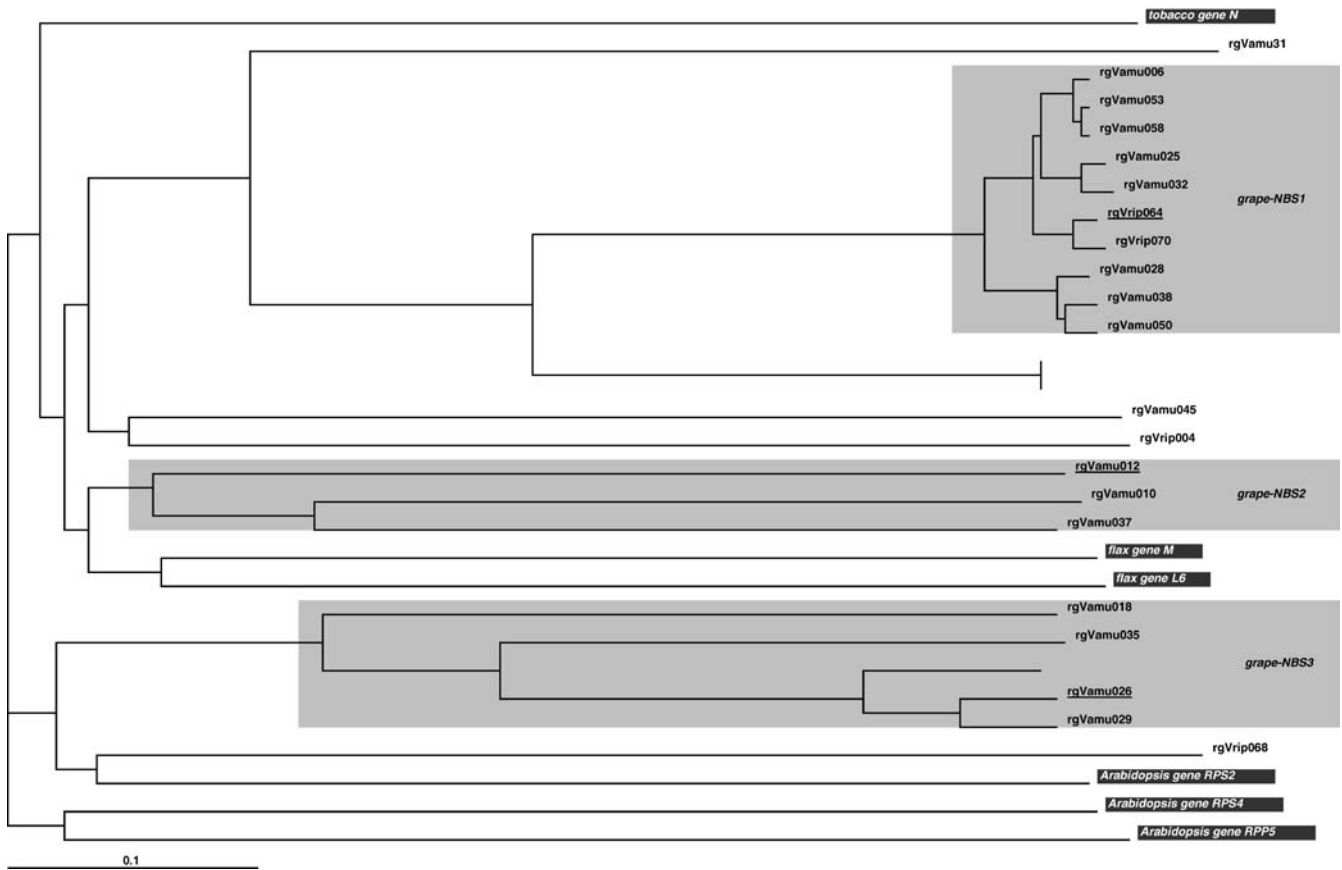 tobacco gene N
rgVamu31
rgVamu006
rgVamu053
rgVamu058
rgVamu025
rgVamu032
grape-NBS1
rgVrip064
rgVrip070
rgVamu028
rgVamu038
rgVamu050
rgVamu045
rgVrip004
rgVamu012
rgVamu010
grape-NBS2
rgVamu037
flax gene M
flax gene L6
rgVamu018
rgVamu035
grape-NBS3
rgVamu026
rgVamu029
rgVrip068
Arabidopsis gene RPS2
Arabidopsis gene RPS4
Arabidopsis gene RPP5
0.1